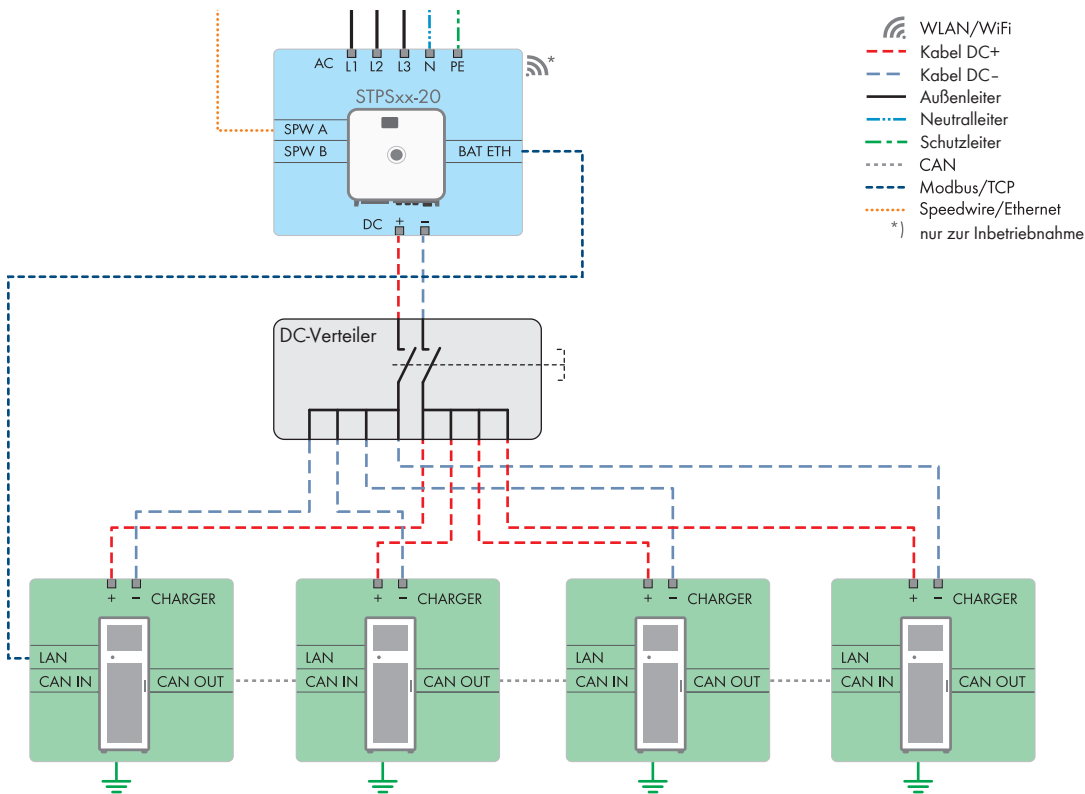 AC L1 L2 L3 N PE *
STPSxx-20
SPW A
SPW B
BAT ETH
DC + −
WLAN/WiFi
Kabel DC+
Kabel DC−
Außenleiter
Neutralleiter
Schutzleiter
CAN
Modbus/TCP
Speedwire/Ethernet
*) nur zur Inbetriebnahme
DC-Verteiler
+ − CHARGER
LAN
CAN IN
CAN OUT
+ − CHARGER
LAN
CAN IN
CAN OUT
+ − CHARGER
LAN
CAN IN
CAN OUT
+ − CHARGER
LAN
CAN IN
CAN OUT